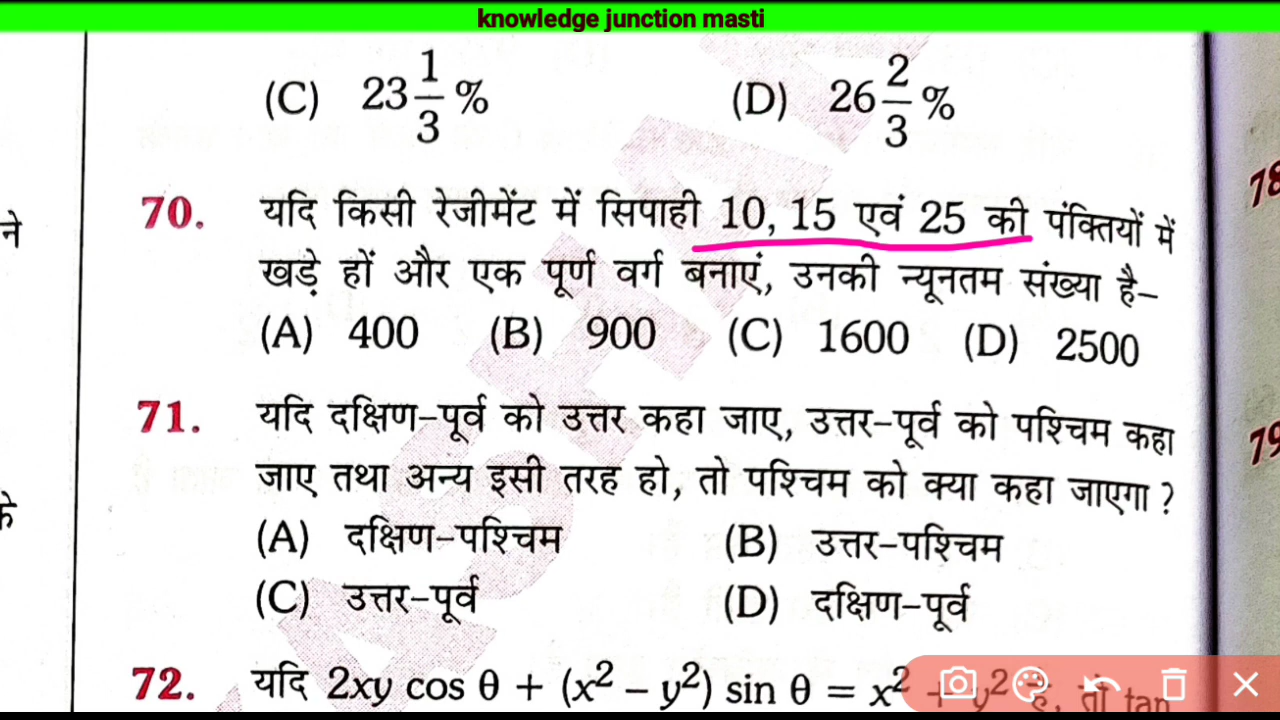 knowledge junction masti
(C) 23 1/3 % (D) 26 2/3 %
78
70. यदि किसी रेजीमेंट में सिपाही 10, 15 एवं 25 की पंक्तियों में
ने
खड़े हों और एक पूर्ण वर्ग बनाएं, उनकी न्यूनतम संख्या है–
(A) 400 (B) 900 (C) 1600 (D) 2500
71. यदि दक्षिण–पूर्व को उत्तर कहा जाए, उत्तर–पूर्व को पश्चिम कहा
79
जाए तथा अन्य इसी तरह हो, तो पश्चिम को क्या कहा जाएगा ?
के
(A) दक्षिण–पश्चिम (B) उत्तर–पश्चिम
(C) उत्तर–पूर्व (D) दक्षिण–पूर्व
72. यदि 2xy cos θ + (x² – y²) sin θ = x² + y² है, तो tan